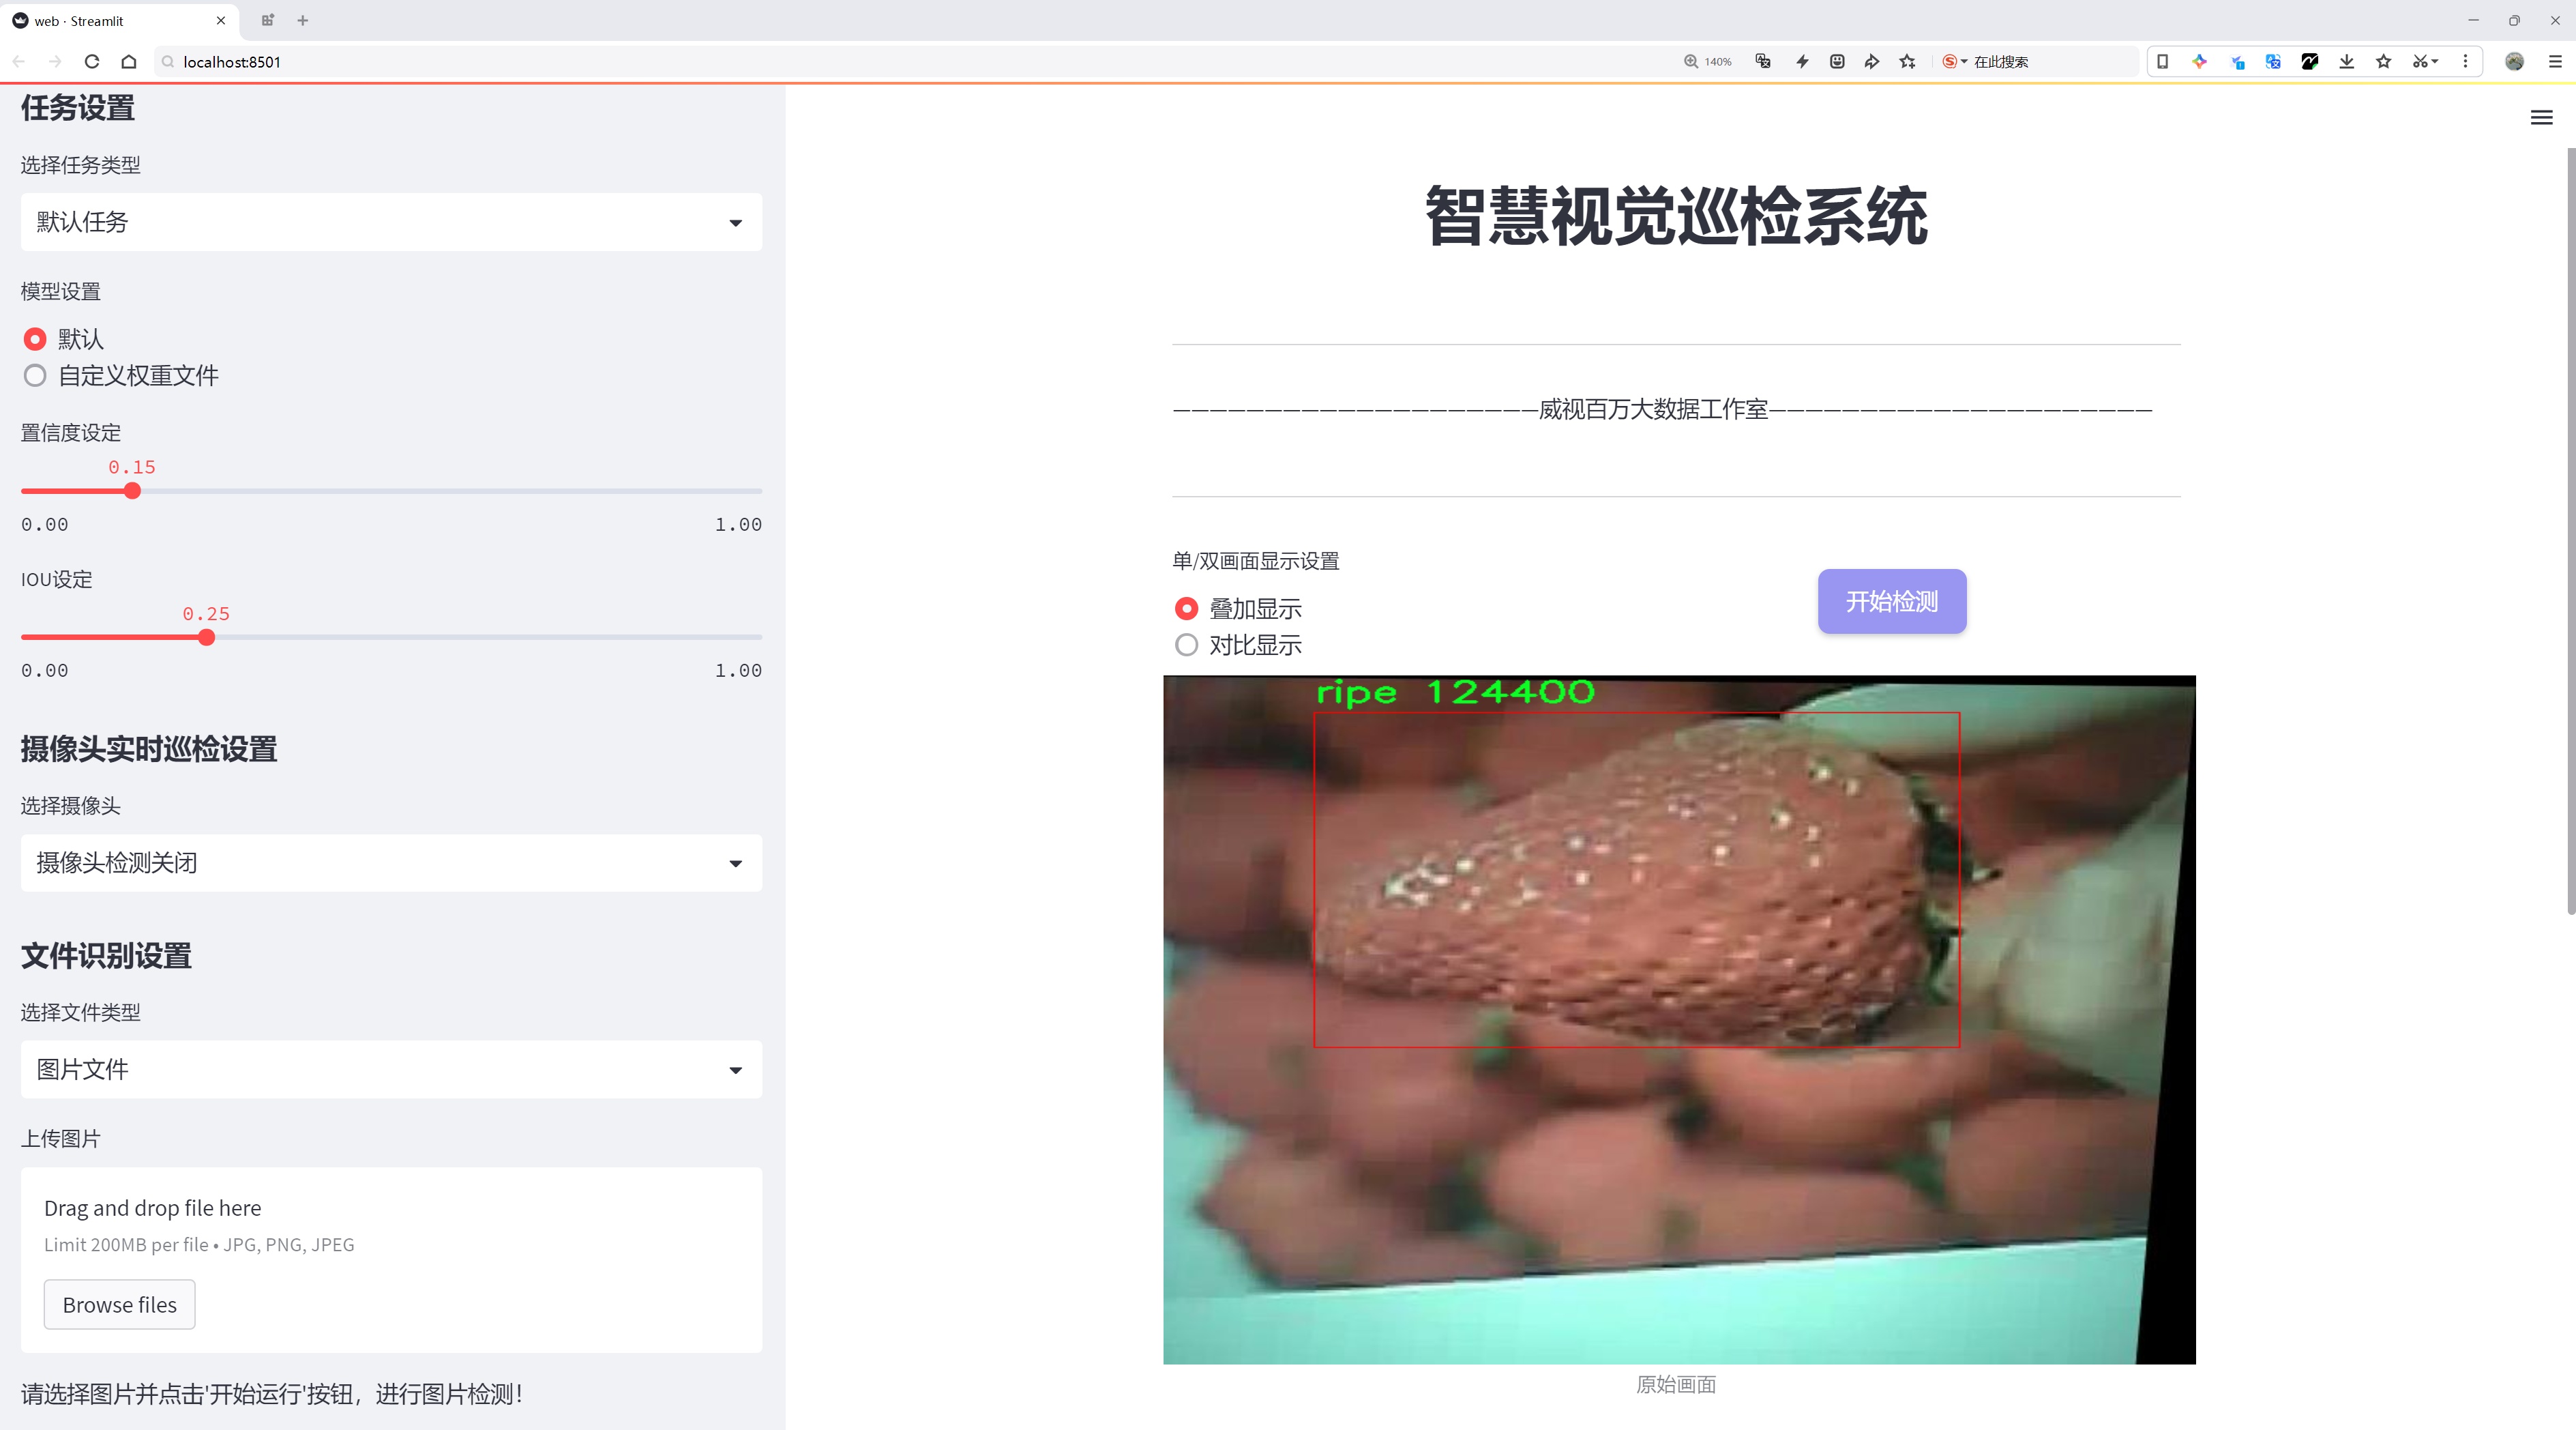 web · Streamlit
localhost:8501
140%
在此搜索
任务设置
选择任务类型
默认任务
模型设置
默认
自定义权重文件
置信度设定
0.15
0.00 1.00
IOU设定
0.25
0.00 1.00
摄像头实时巡检设置
选择摄像头
摄像头检测关闭
文件识别设置
选择文件类型
图片文件
上传图片
Drag and drop file here
Limit 200MB per file • JPG, PNG, JPEG
Browse files
请选择图片并点击'开始运行'按钮，进行图片检测！
智慧视觉巡检系统
————————————————————威视百万大数据工作室—————————————————————
单/双画面显示设置
叠加显示
对比显示
开始检测
ripe 124400
原始画面